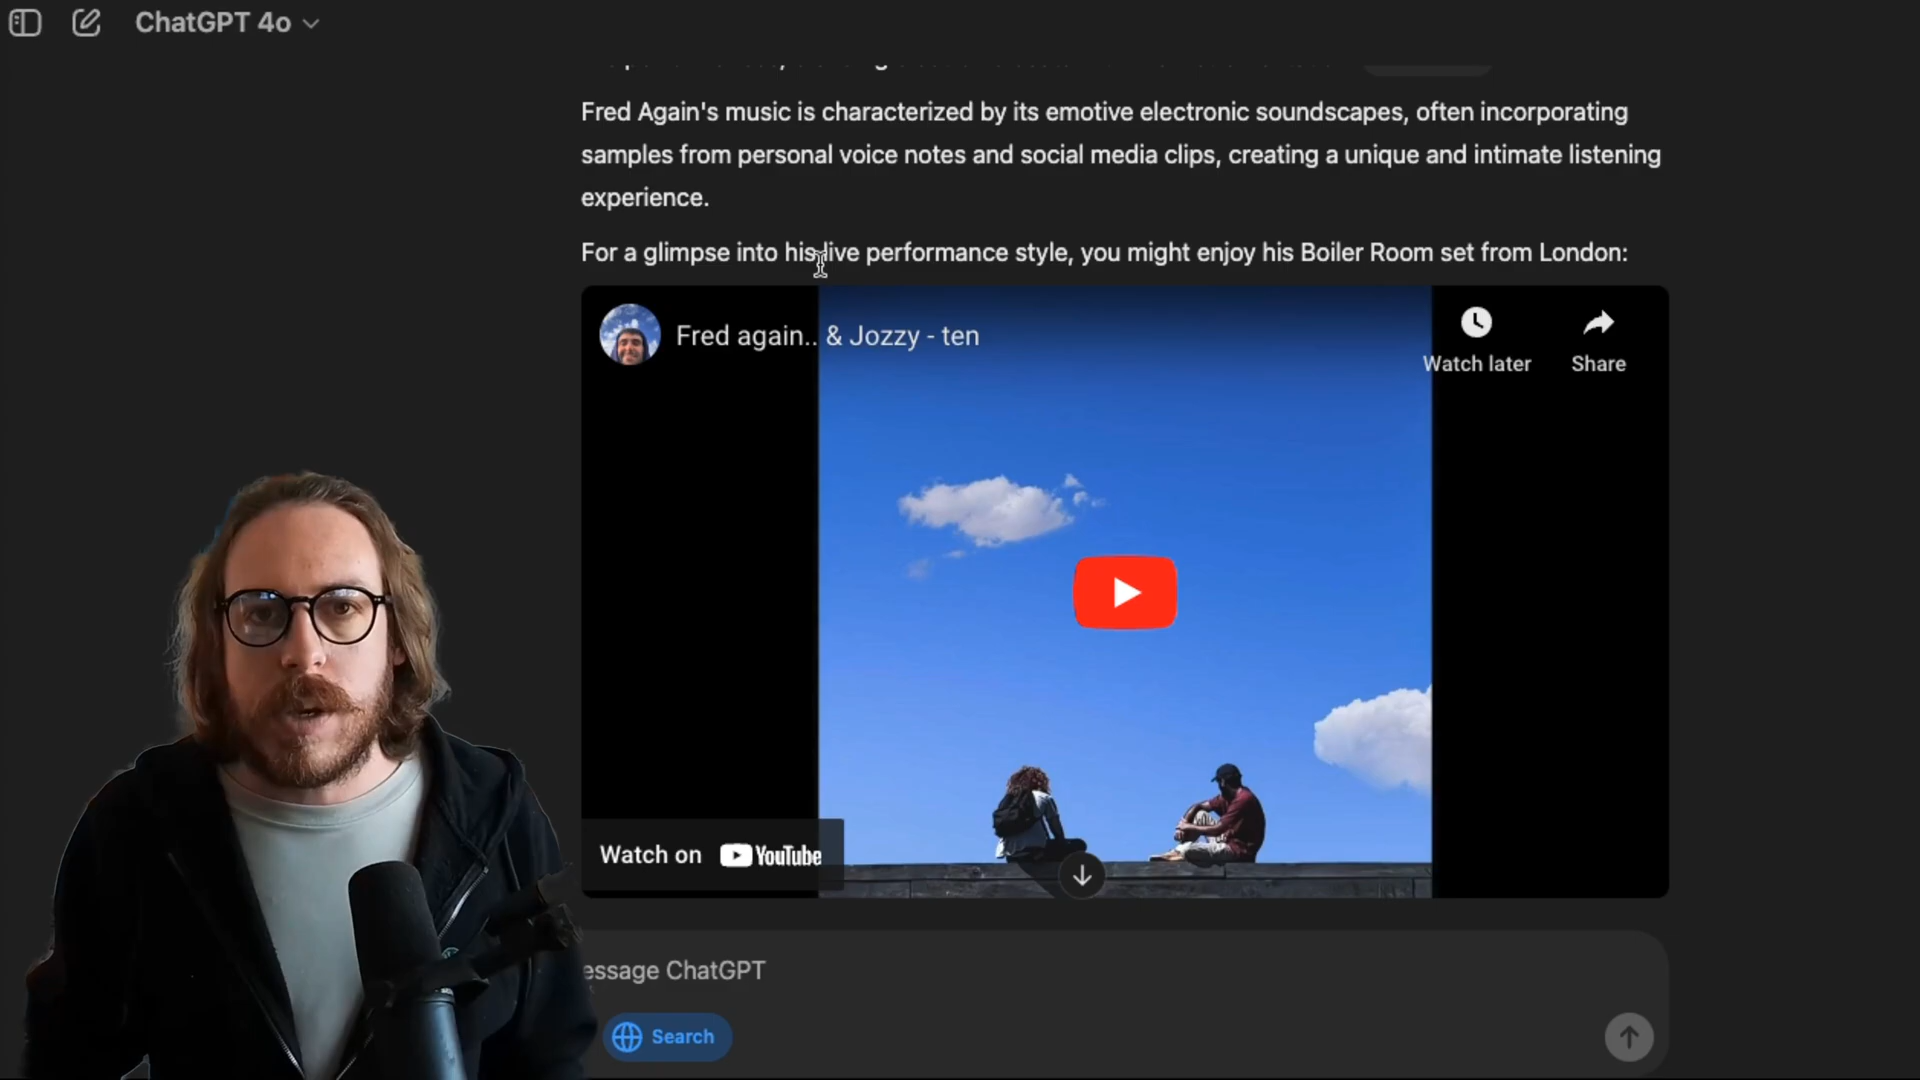 ChatGPT 4o
Fred Again's music is characterized by its emotive electronic soundscapes, often incorporating
samples from personal voice notes and social media clips, creating a unique and intimate listening
experience.
For a glimpse into his live performance style, you might enjoy his Boiler Room set from London:
Fred again.. & Jozzy - ten
Watch later
Share
Watch on YouTube
essage ChatGPT
Search